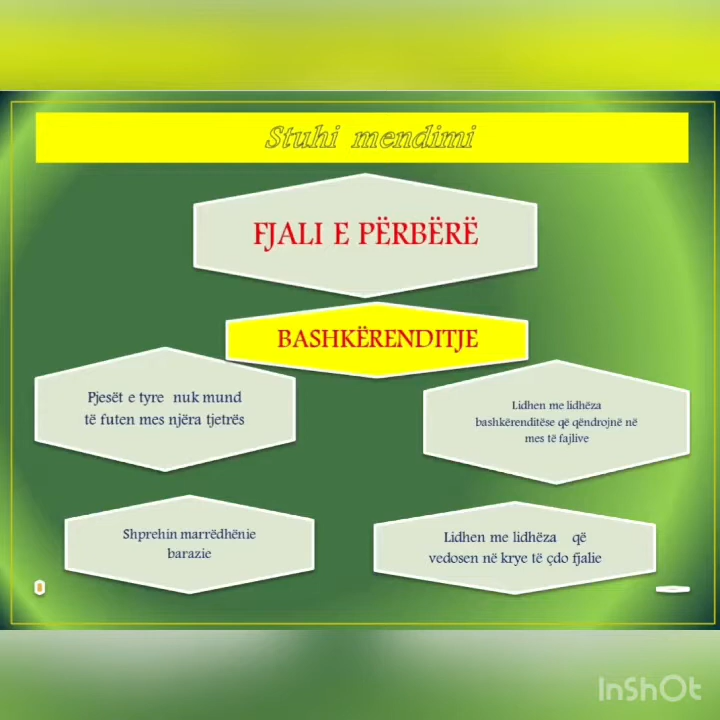 Stuhi mendimi
FJALI E PËRBËRË
BASHKËRENDITJE
Pjesët e tyre nuk mund
të futen mes njëra tjetrës
Lidhen me lidhëza
bashkërenditëse që qëndrojnë në
mes të fajlive
Shprehin marrëdhënie
barazie
Lidhen me lidhëza që
vedosen në krye të çdo fjalie
InShOt